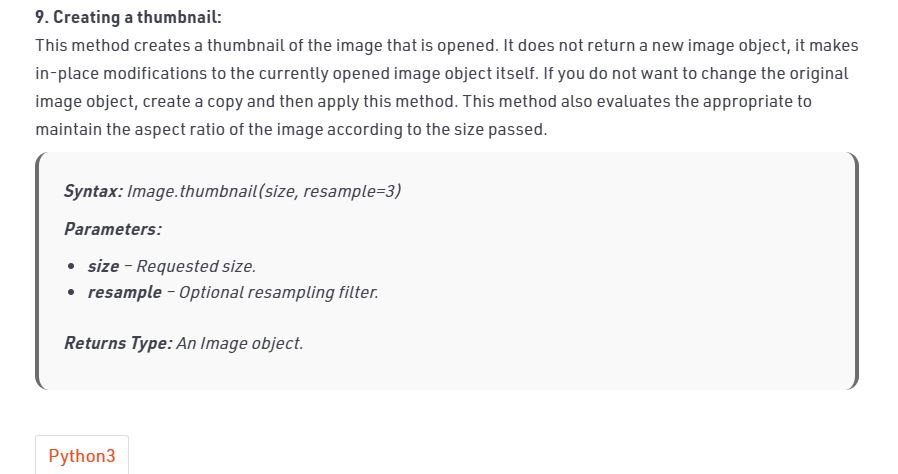 9. Creating a thumbnail:
This method creates a thumbnail of the image that is opened. It does not return a new image object, it makes
in-place modifications to the currently opened image object itself. If you do not want to change the original
image object, create a copy and then apply this method. This method also evaluates the appropriate to
maintain the aspect ratio of the image according to the size passed.
Syntax: Image.thumbnail(size, resample=3)
Parameters:
• size – Requested size.
• resample – Optional resampling filter.
Returns Type: An Image object.
Python3